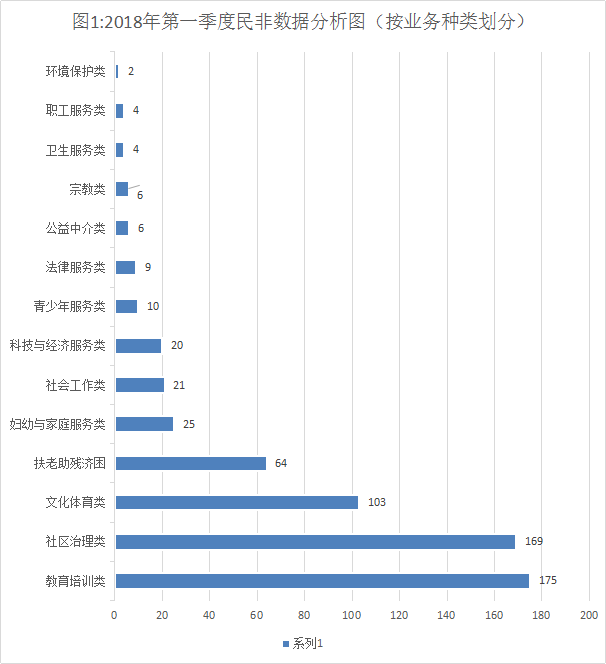 图1:2018年第一季度民非数据分析图（按业务种类划分）
环境保护类 2
职工服务类 4
卫生服务类 4
宗教类 6
公益中介类 6
法律服务类 9
青少年服务类 10
科技与经济服务类 20
社会工作类 21
妇幼与家庭服务类 25
扶老助残济困 64
文化体育类 103
社区治理类 169
教育培训类 175
0 20 40 60 80 100 120 140 160 180 200
系列1